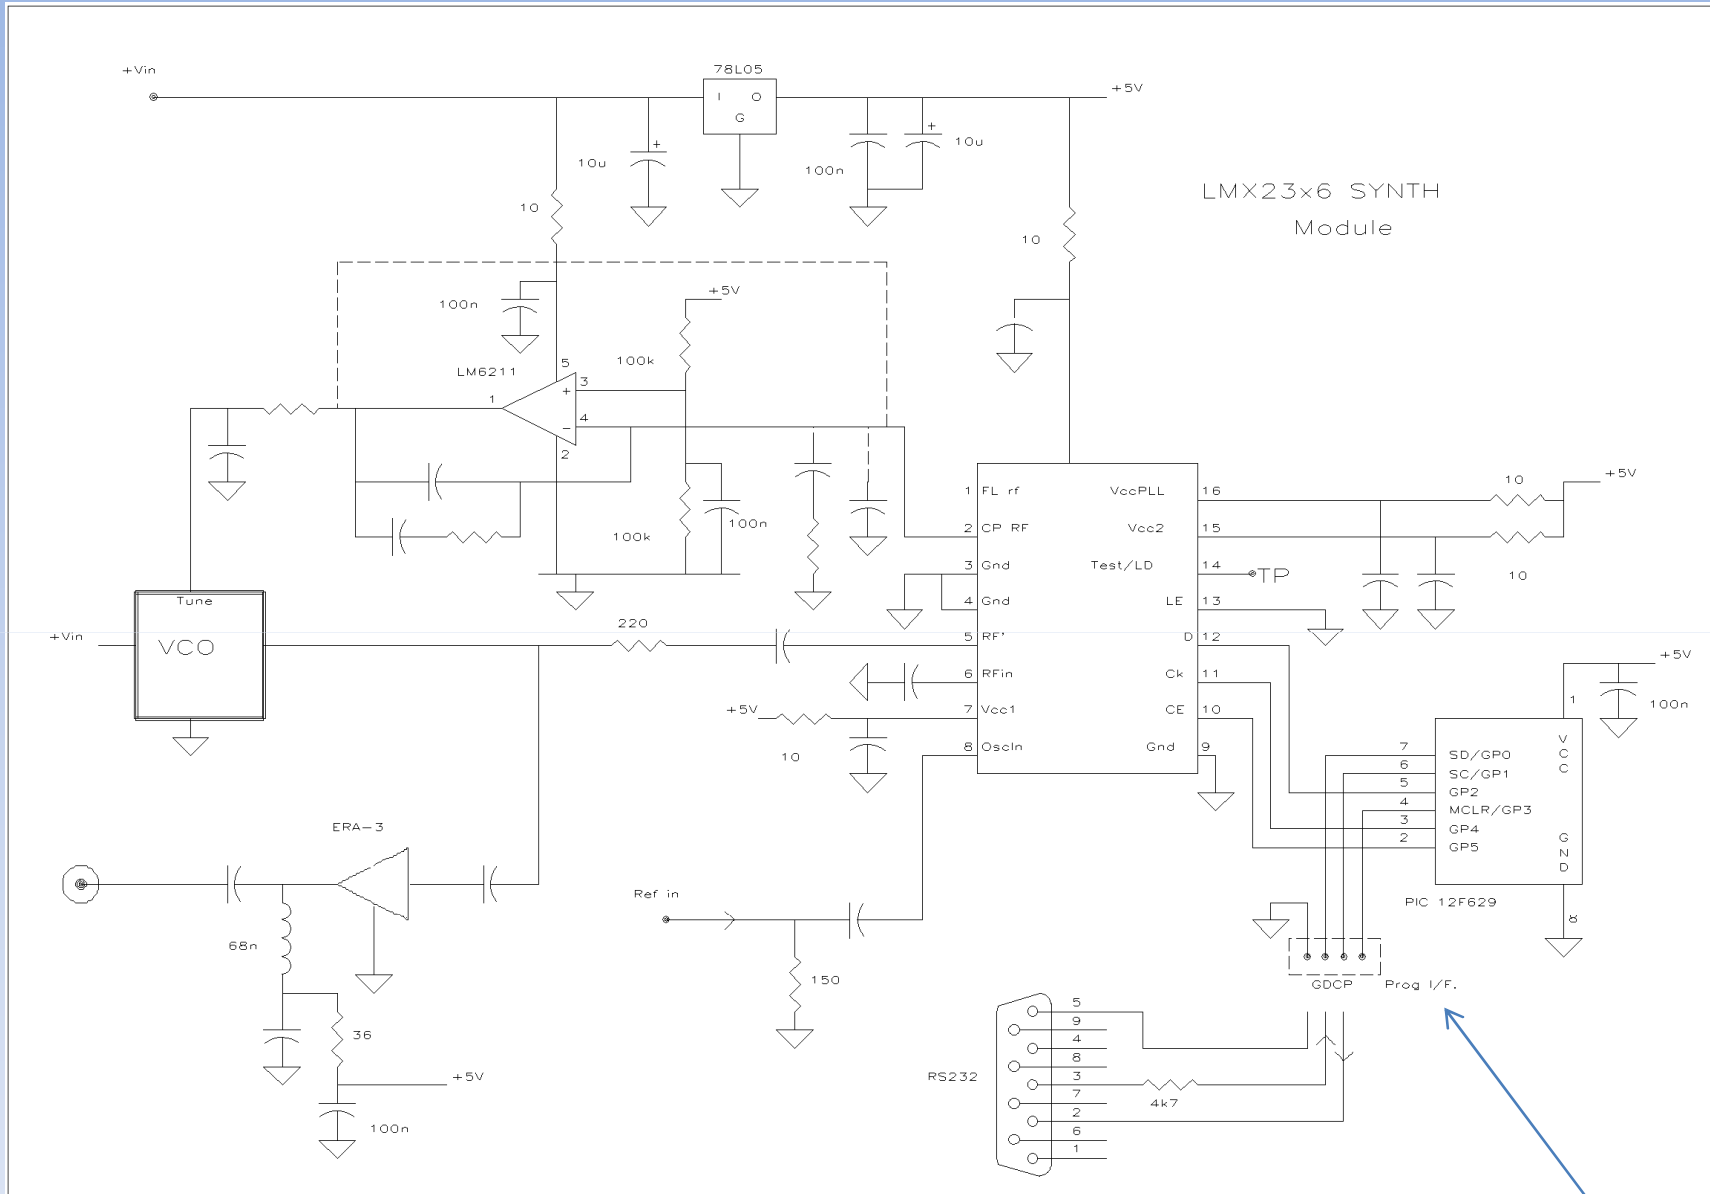 +Vin
78L05
I O
G
+5V
10u
100n
+
10u
+
LMX23x6 SYNTH
Module
10
10
100n
+5V
100k
LM6211
5
3
+
1
4
−
2
100n
100k
1 FL rf
2 CP RF
3 Gnd
4 Gnd
5 RF'
6 RFin
7 Vcc1
8 OscIn
VccPLL 16
Vcc2 15
Test/LD 14
LE 13
D 12
Ck 11
CE 10
Gnd 9
10
+5V
10
TP
Tune
VCO
+Vin
220
+5V
10
+5V
100n
1
VCC
7 SD/GP0
6 SC/GP1
5 GP2
4 MCLR/GP3
3 GP4
2 GP5
GND
8
PIC 12F629
ERA-3
68n
36
+5V
100n
Ref in
150
GDCP
Prog I/F.
RS232
5
9
4
8
3
7
2
6
1
4k7